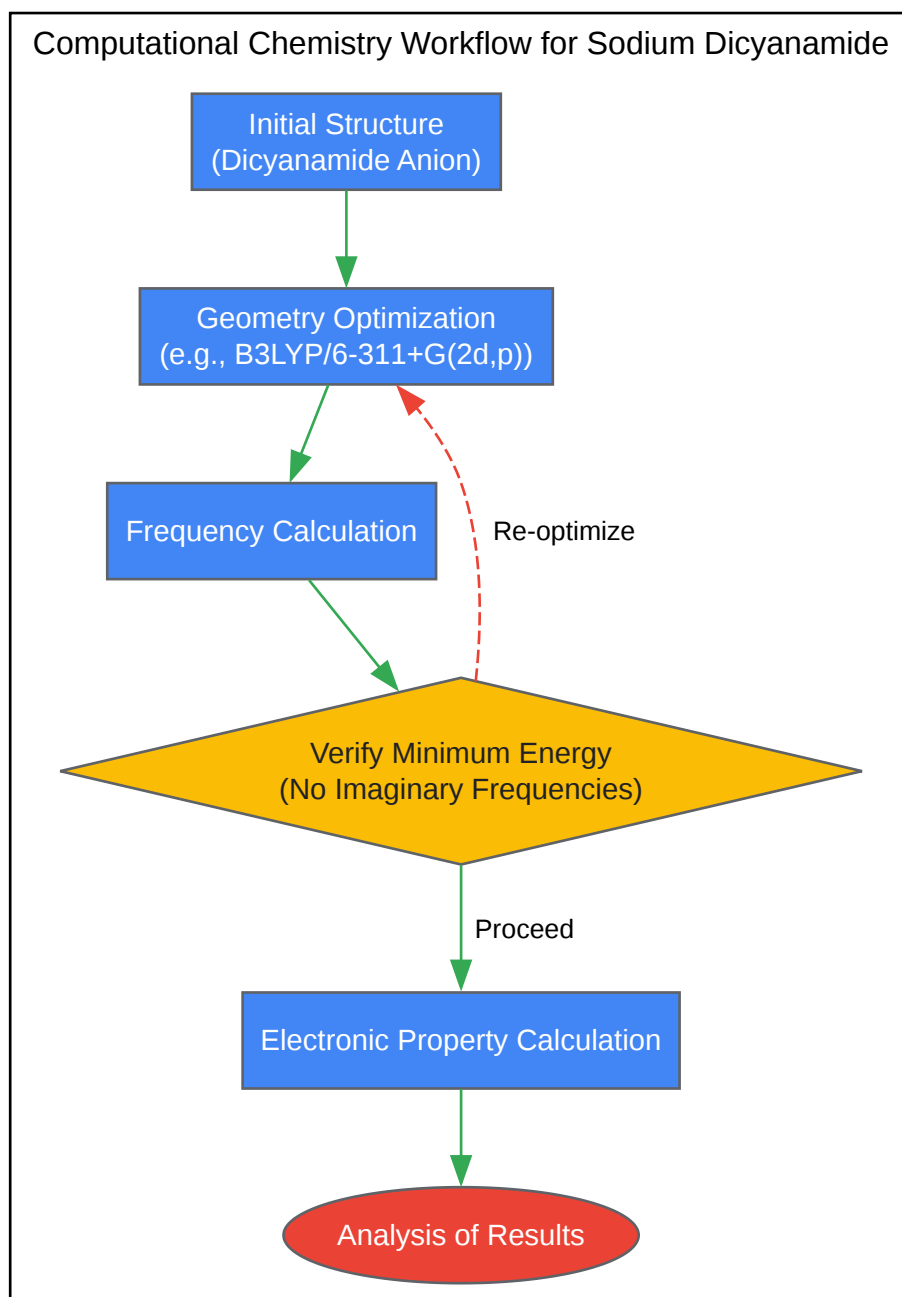 Computational Chemistry Workflow for Sodium Dicyanamide
Initial Structure
(Dicyanamide Anion)
Geometry Optimization
(e.g., B3LYP/6-311+G(2d,p))
Frequency Calculation
Re-optimize
Verify Minimum Energy
(No Imaginary Frequencies)
Proceed
Electronic Property Calculation
Analysis of Results